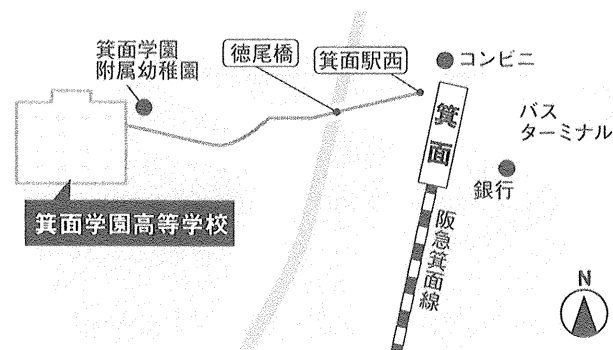 箕面学園
附属幼稚園
徳尾橋
箕面駅西
コンビニ
箕面
バス
ターミナル
銀行
箕面学園高等学校
阪急箕面線
N